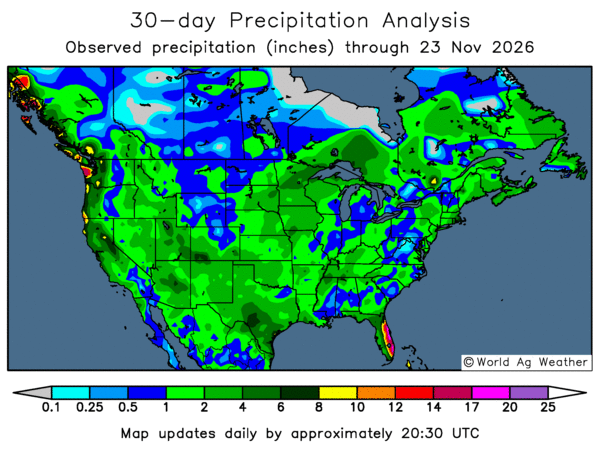 30-day Precipitation Analysis
Observed precipitation (inches) through 23 Nov 2026
© World Ag Weather
0.1 0.25 0.5 1 2 4 6 8 10 12 14 17 20 25
Map updates daily by approximately 20:30 UTC